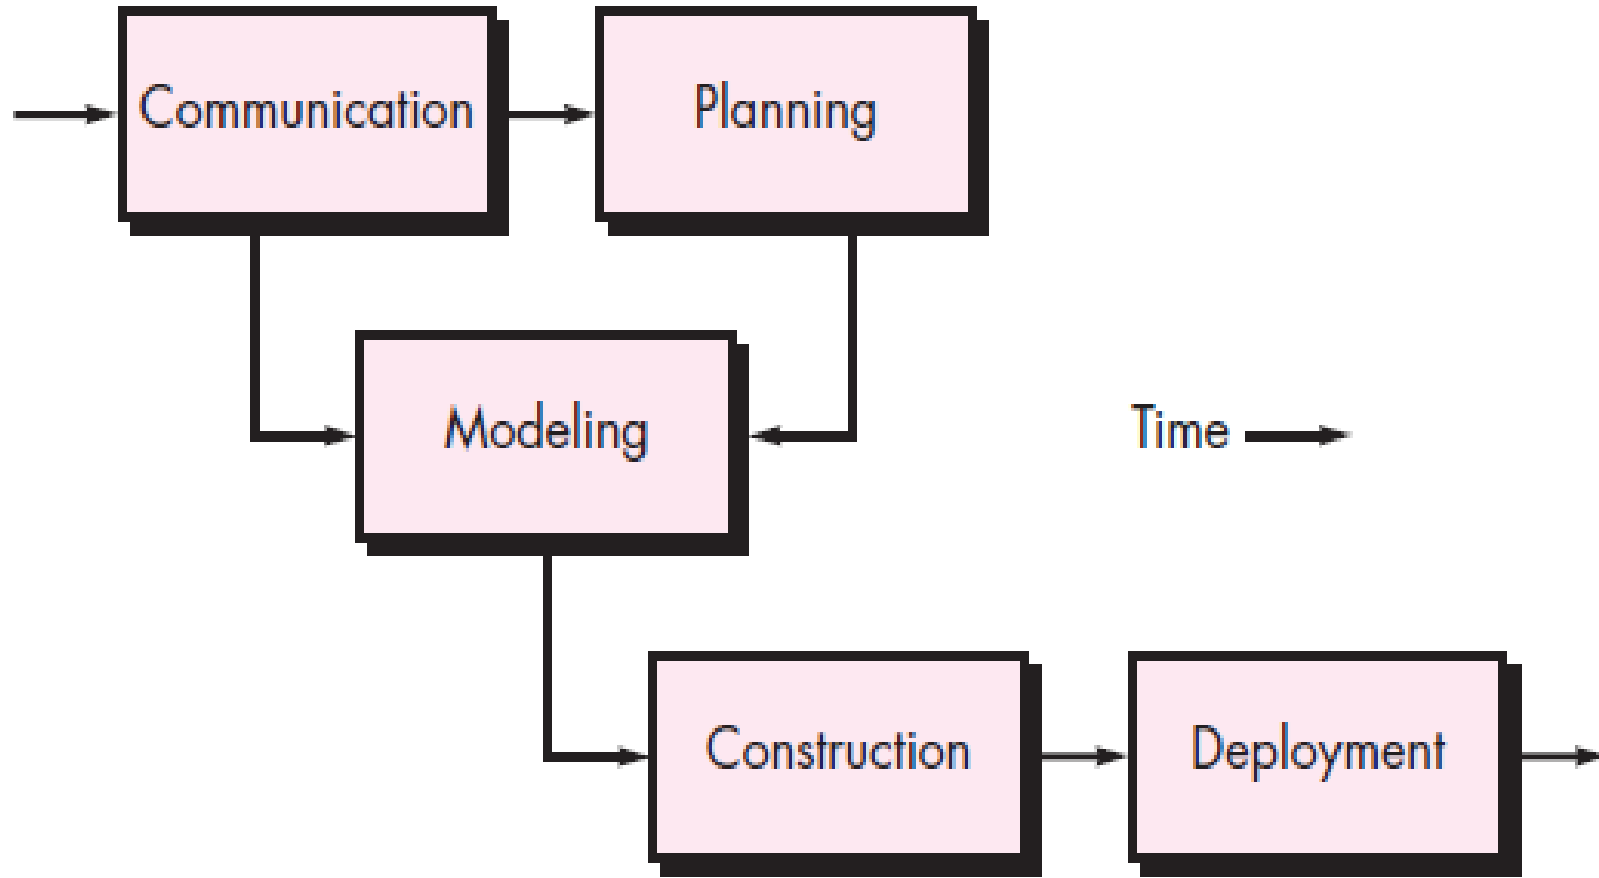 Communication
Planning
Modeling
Time
Construction
Deployment